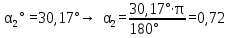 α₂° =30,17°→ α₂= 30,17°·π / 180° =0,72